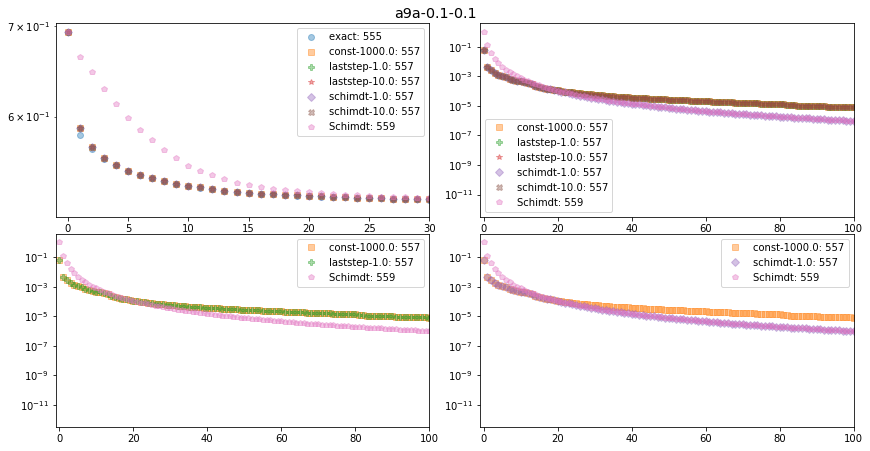 a9a-0.1-0.1
7 × 10⁻¹
6 × 10⁻¹
exact: 555
const-1000.0: 557
laststep-1.0: 557
laststep-10.0: 557
schimdt-1.0: 557
schimdt-10.0: 557
Schimdt: 559
0 5 10 15 20 25 30
10⁻¹
10⁻³
10⁻⁵
10⁻⁷
10⁻⁹
10⁻¹¹
const-1000.0: 557
laststep-1.0: 557
laststep-10.0: 557
schimdt-1.0: 557
schimdt-10.0: 557
Schimdt: 559
0 20 40 60 80 100
10⁻¹
10⁻³
10⁻⁵
10⁻⁷
10⁻⁹
10⁻¹¹
const-1000.0: 557
laststep-1.0: 557
Schimdt: 559
0 20 40 60 80 100
10⁻¹
10⁻³
10⁻⁵
10⁻⁷
10⁻⁹
10⁻¹¹
const-1000.0: 557
schimdt-1.0: 557
Schimdt: 559
0 20 40 60 80 100